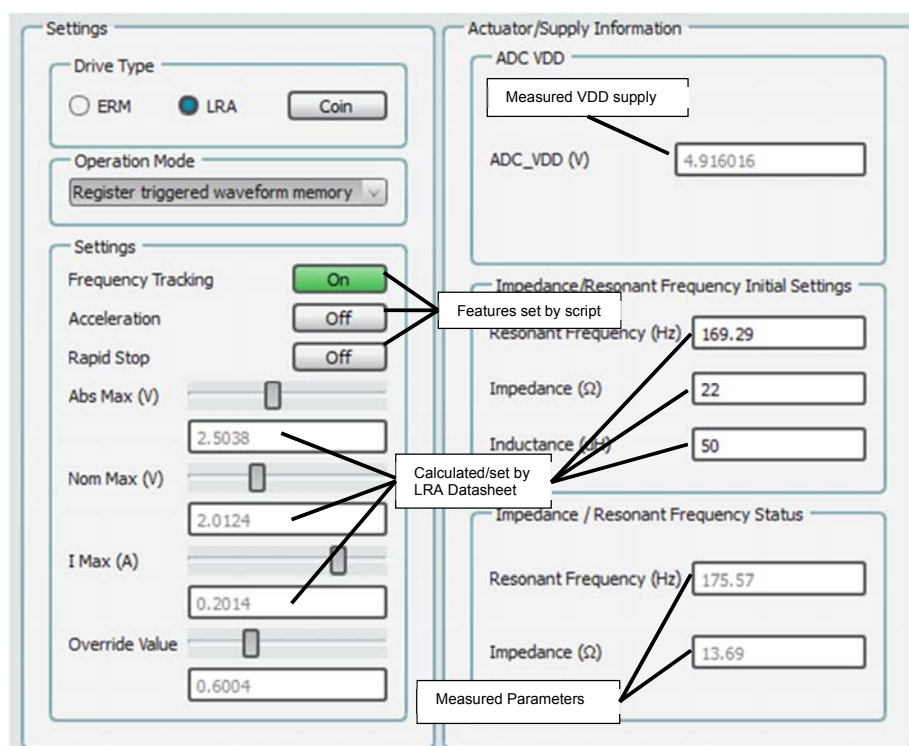 Settings
Drive Type
ERM
LRA
Coin
Operation Mode
Register triggered waveform memory
Settings
Frequency Tracking
On
Acceleration
Off
Rapid Stop
Off
Abs Max (V)
2.5038
Nom Max (V)
2.0124
I Max (A)
0.2014
Override Value
0.6004
Features set by script
Calculated/set by
LRA Datasheet
Actuator/Supply Information
ADC VDD
Measured VDD supply
ADC_VDD (V)
4.916016
Impedance/Resonant Frequency Initial Settings
Resonant Frequency (Hz)
169.29
Impedance (Ω)
22
Inductance (uH)
50
Impedance / Resonant Frequency Status
Resonant Frequency (Hz)
175.57
Impedance (Ω)
13.69
Measured Parameters